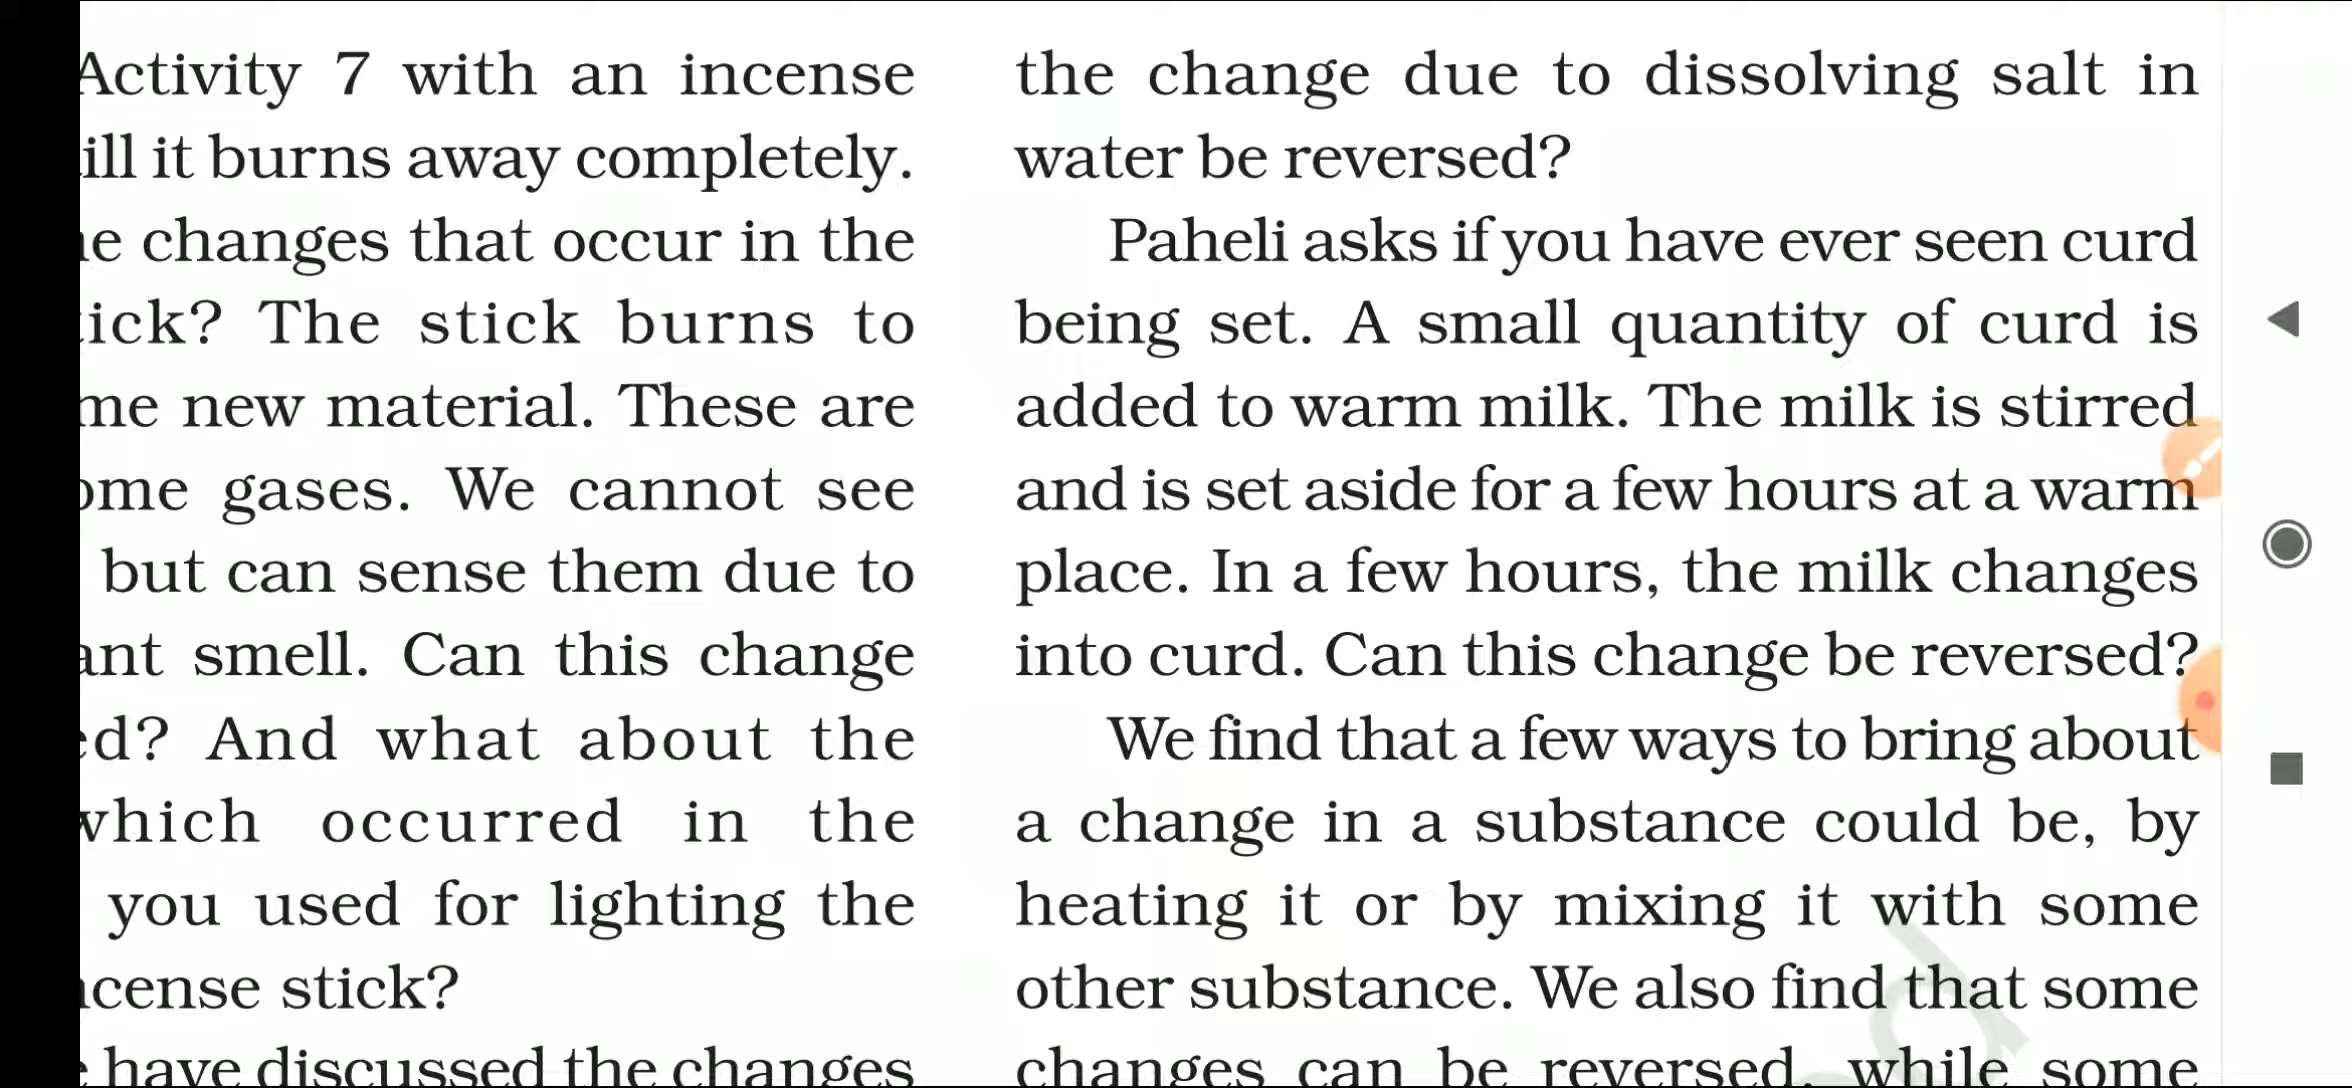 Activity 7 with an incense
ill it burns away completely.
e changes that occur in the
ick? The stick burns to
me new material. These are
ome gases. We cannot see
but can sense them due to
ant smell. Can this change
ed? And what about the
which occurred in the
you used for lighting the
cense stick?
have discussed the changes
the change due to dissolving salt in
water be reversed?
Paheli asks if you have ever seen curd
being set. A small quantity of curd is
added to warm milk. The milk is stirred
and is set aside for a few hours at a warm
place. In a few hours, the milk changes
into curd. Can this change be reversed?
We find that a few ways to bring about
a change in a substance could be, by
heating it or by mixing it with some
other substance. We also find that some
changes can be reversed, while some